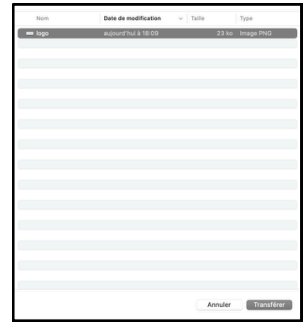 Nom Date de modification Taille Type
logo aujourd'hui à 18:09 23 ko Image PNG
Annuler Transférer